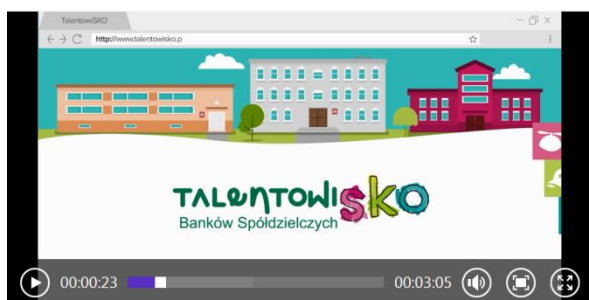 TalentowiSKO
http://www.talentowisko.p
TALENTOWISKO
Banków Spółdzielczych
00:00:23
00:03:05